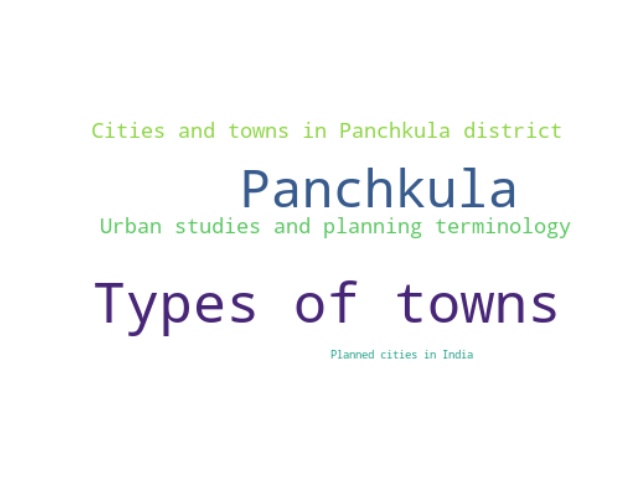 Cities and towns in Panchkula district
Panchkula
Urban studies and planning terminology
Types of towns
Planned cities in India